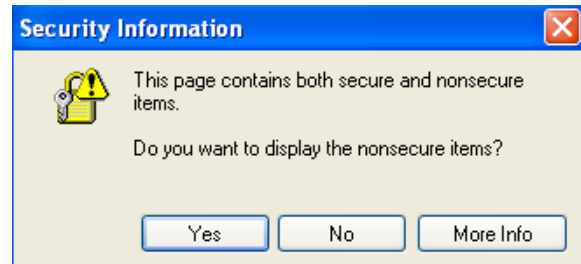 Security Information
This page contains both secure and nonsecure
items.
Do you want to display the nonsecure items?
Yes
No
More Info